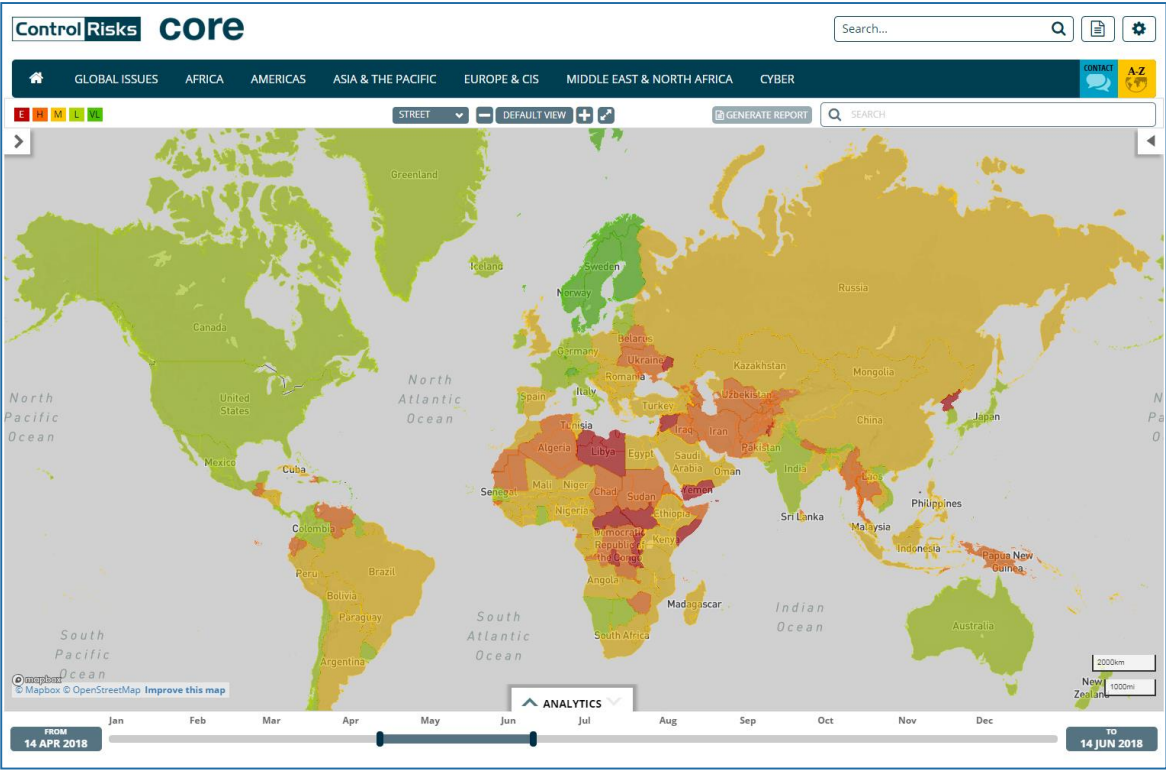 Control Risks core
Search...
GLOBAL ISSUES AFRICA AMERICAS ASIA & THE PACIFIC EUROPE & CIS MIDDLE EAST & NORTH AFRICA CYBER CONTACT A-Z
E H M L VL STREET DEFAULT VIEW GENERATE REPORT SEARCH
Greenland
Iceland
Sweden
Norway
Russia
Canada
Belarus
Germany
Ukraine
Kazakhstan
Mongolia
Romania
North
Pacific
Ocean
United
States
North
Atlantic
Ocean
Spain
Italy
Turkey
Uzbekistan
China
Japan
N
Pa
O
Tunisia
Algeria
Libya
Egypt
Iraq
Iran
Pakistan
Saudi
Arabia
Oman
India
Laos
Mexico
Cuba
Senegal
Mali
Niger
Chad
Sudan
Yemen
Philippines
Nigeria
Ethiopia
Sri Lanka
Malaysia
Colombia
Democratic
Republic of
the Congo
Kenya
Indonesia
Papua New
Guinea
Peru
Brazil
Angola
Bolivia
Madagascar
Indian
Ocean
Paraguay
South
Atlantic
Ocean
South Africa
Australia
South
Pacific
Ocean
Argentina
2000km
1000mi
New
Zealand
mapbox
© Mapbox © OpenStreetMap Improve this map
ANALYTICS
Jan Feb Mar Apr May Jun Jul Aug Sep Oct Nov Dec
FROM
14 APR 2018
TO
14 JUN 2018